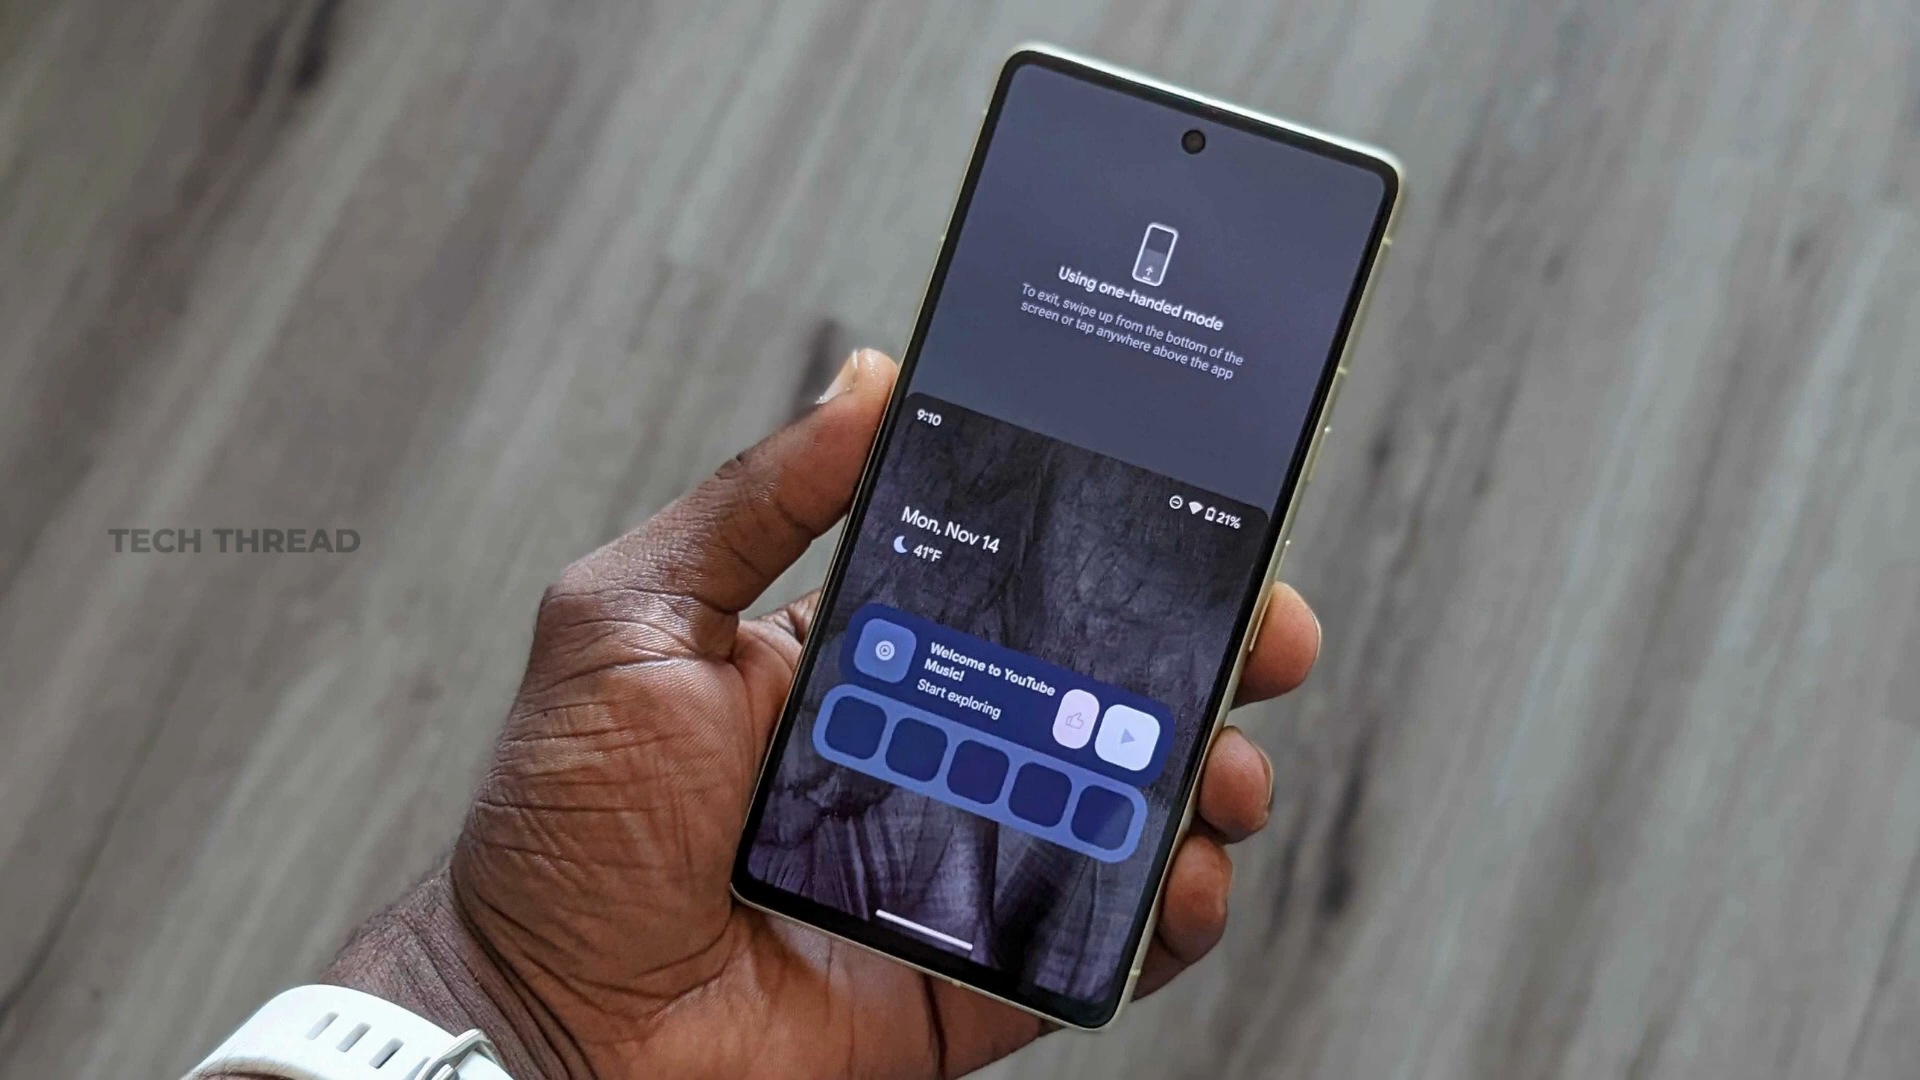 Using one-handed mode
To exit, swipe up from the bottom of the
screen or tap anywhere above the app
9:10
21%
Mon, Nov 14
41°F
Welcome to YouTube
Music!
Start exploring
TECH THREAD